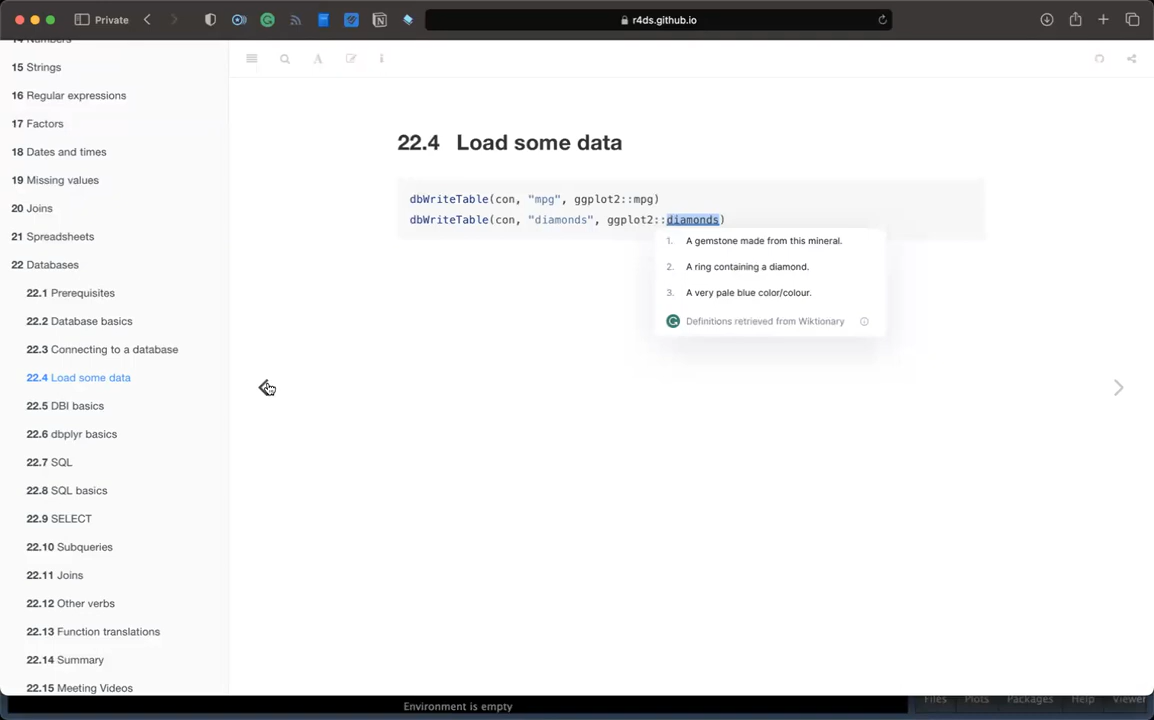 Private
r4ds.github.io
14 Numbers
15 Strings
16 Regular expressions
17 Factors
18 Dates and times
19 Missing values
20 Joins
21 Spreadsheets
22 Databases
22.1 Prerequisites
22.2 Database basics
22.3 Connecting to a database
22.4 Load some data
22.5 DBI basics
22.6 dbplyr basics
22.7 SQL
22.8 SQL basics
22.9 SELECT
22.10 Subqueries
22.11 Joins
22.12 Other verbs
22.13 Function translations
22.14 Summary
22.15 Meeting Videos
22.4 Load some data
dbWriteTable(con, "mpg", ggplot2::mpg)
dbWriteTable(con, "diamonds", ggplot2::diamonds)
1. A gemstone made from this mineral.
2. A ring containing a diamond.
3. A very pale blue color/colour.
Definitions retrieved from Wiktionary
Environment is empty
Files Plots Packages Help Viewer